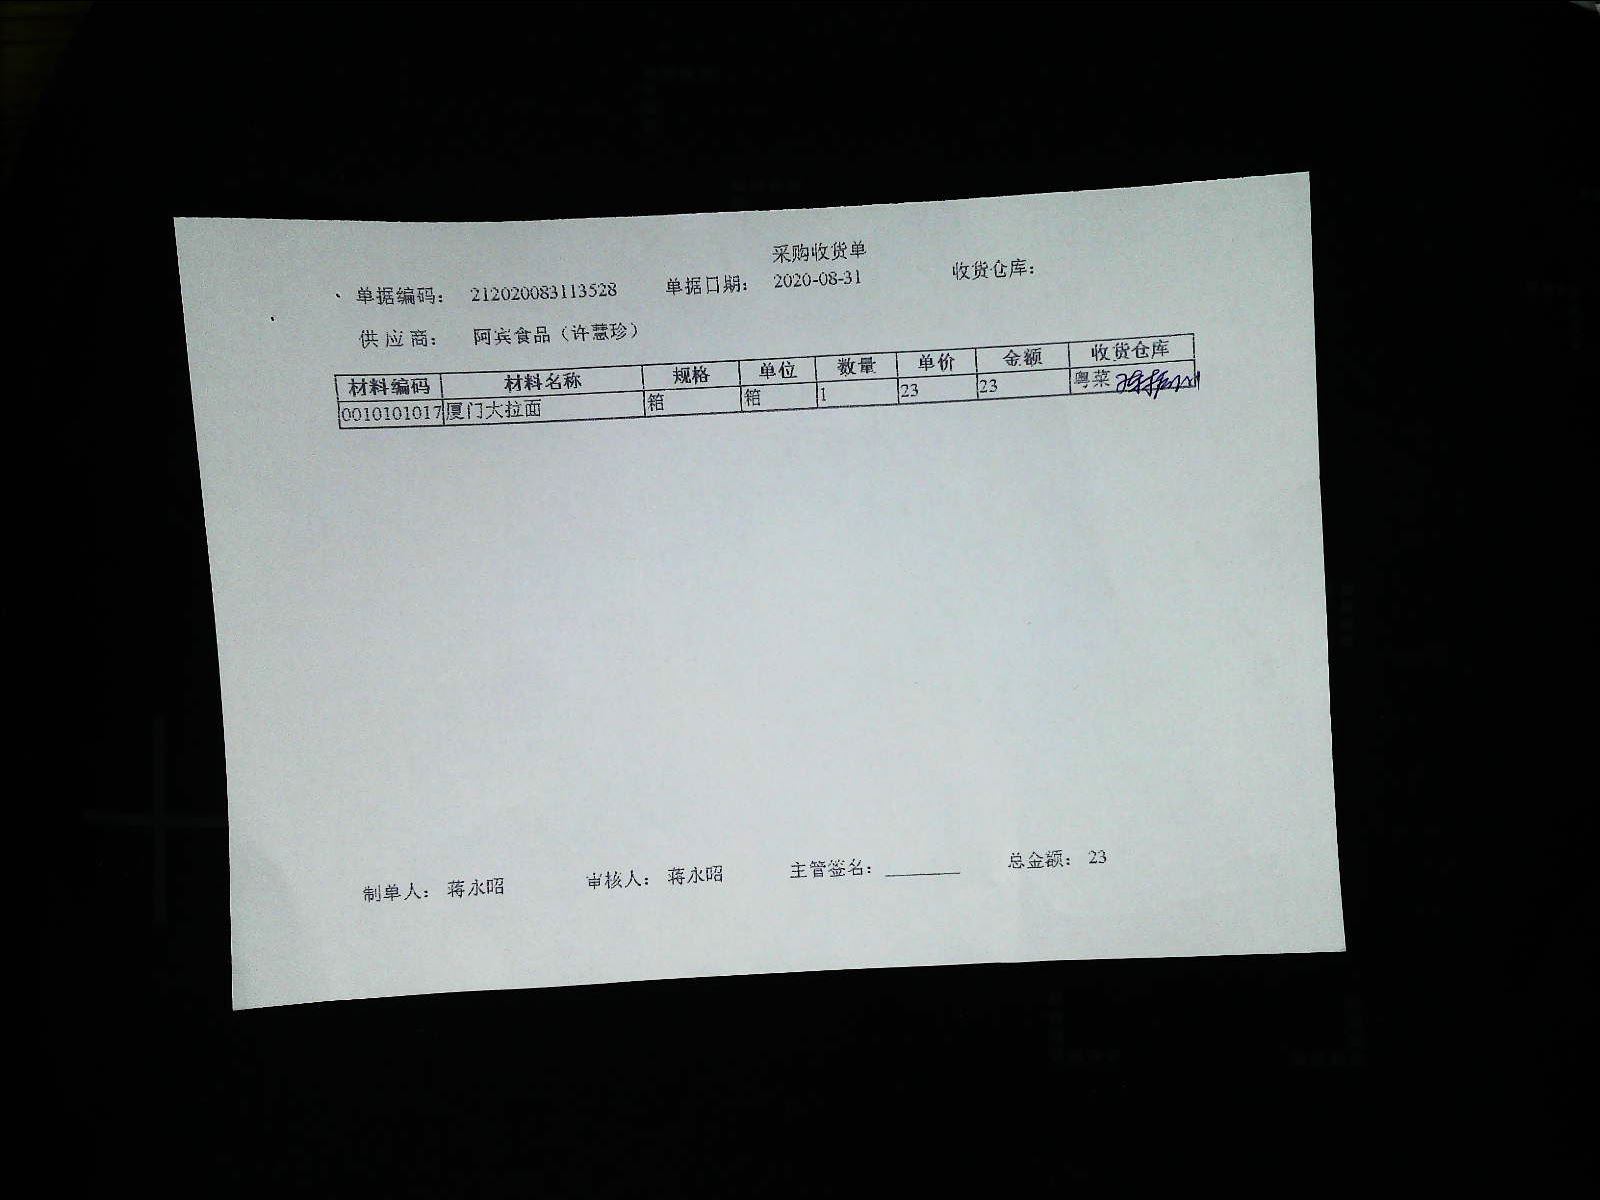 采购收货单
单据编码： 212020083113528 单据日期： 2020-08-31 收货仓库：
供应商： 阿宾食品（许慧珍）
材料编码 材料名称 规格 单位 数量 单价 金额 收货仓库
0010101017 厦门大拉面 箱 箱 1 23 23 粤菜
制单人： 蒋永昭 审核人： 蒋永昭 主管签名： 总金额： 23